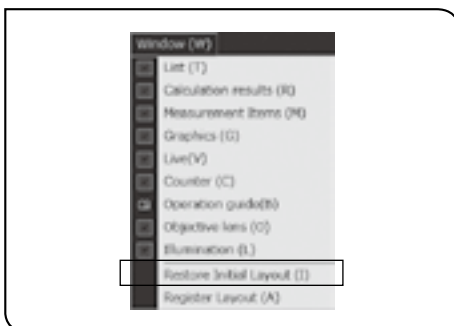 Window (W)
List (T)
Calculation results (R)
Measurement Items (M)
Graphics (G)
Live(V)
Counter (C)
Operation guide(B)
Objective lens (O)
Illumination (L)
Restore Initial Layout (I)
Register Layout (A)